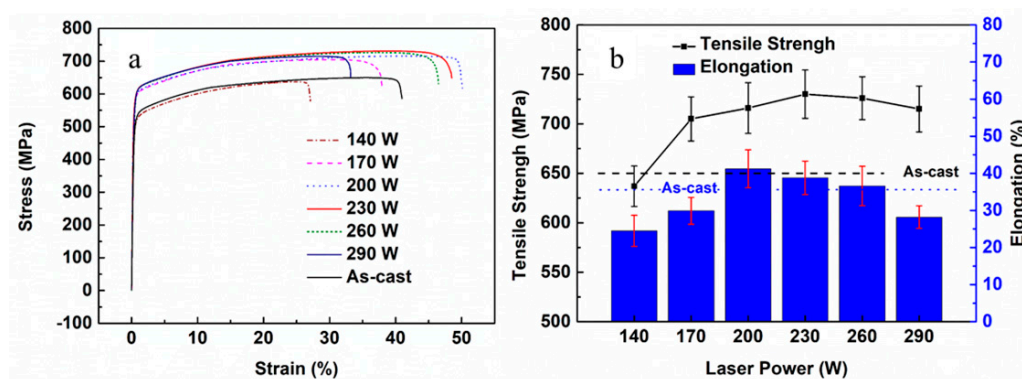 a
800
700
600
500
400
300
200
100
0
-100
Stress (MPa)
140 W
170 W
200 W
230 W
260 W
290 W
As-cast
0 10 20 30 40 50
Strain (%)
b
Tensile Strengh
Elongation
800
750
700
650
600
550
500
Tensile Strengh (MPa)
As-cast
As-cast
80
70
60
50
40
30
20
10
0
Elongation (%)
140 170 200 230 260 290
Laser Power (W)